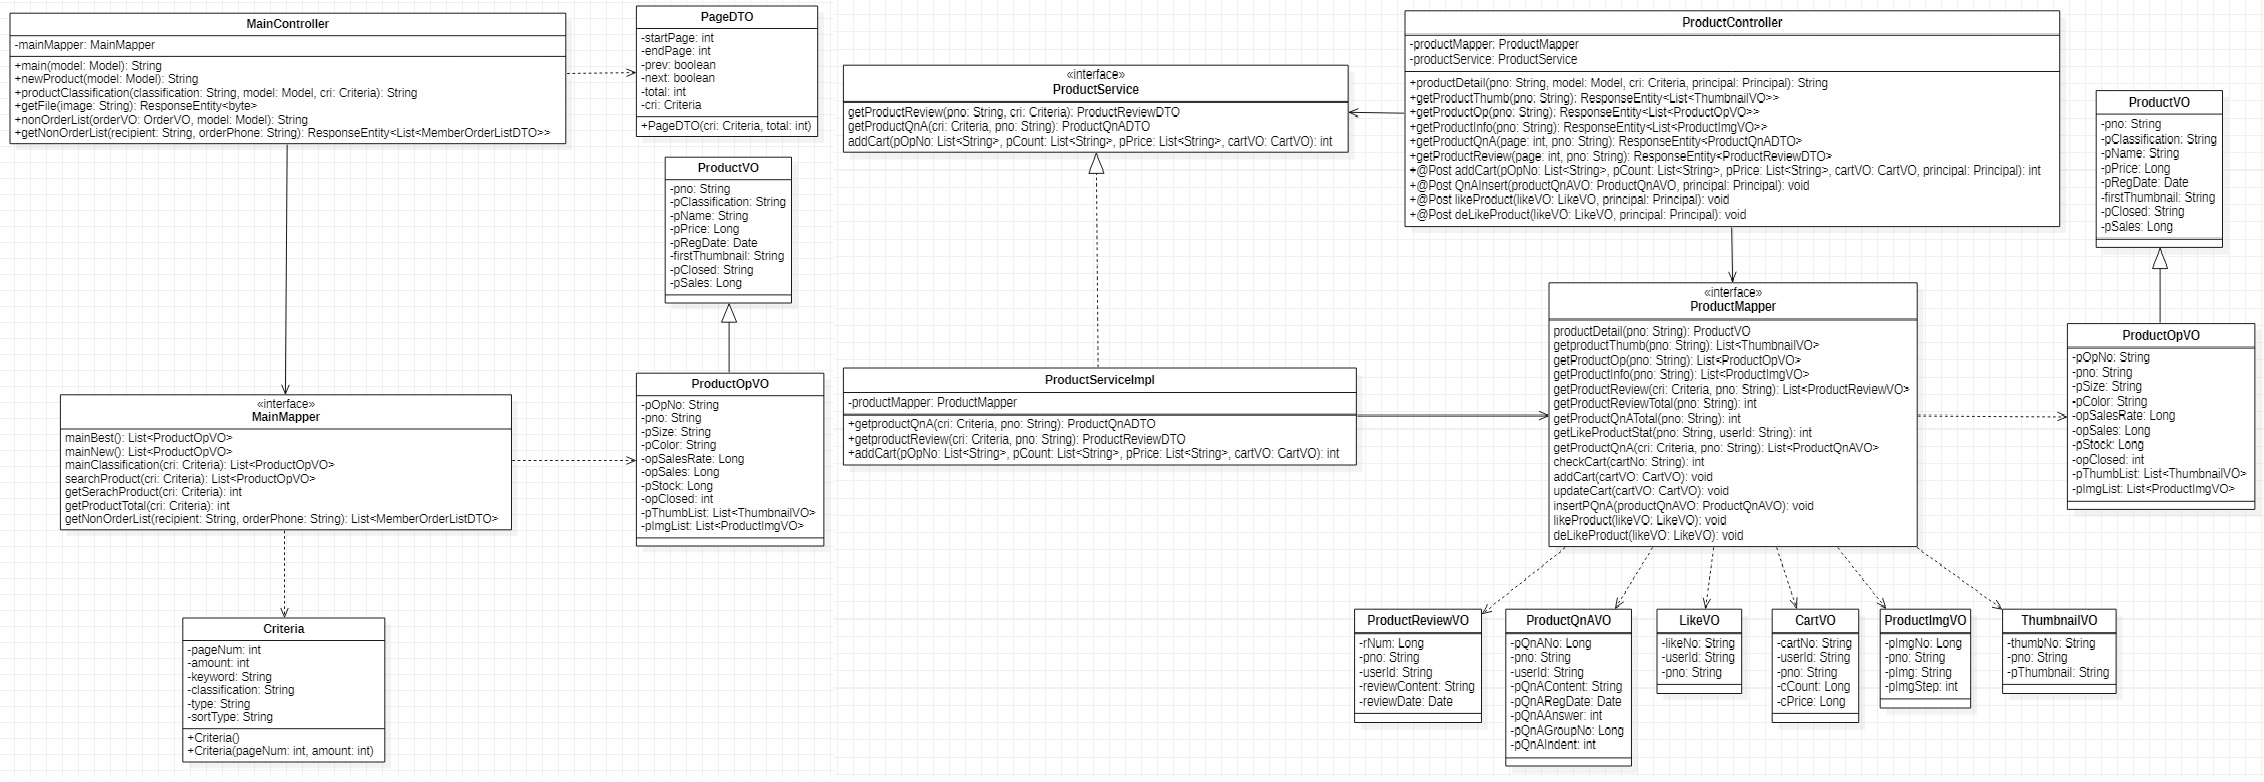 MainController
-mainMapper: MainMapper
+main(model: Model): String
+newProduct(model: Model): String
+productClassification(classification: String, model: Model, cri: Criteria): String
+getFile(image: String): ResponseEntity<byte>
+nonOrderList(orderVO: OrderVO, model: Model): String
+getNonOrderList(recipient: String, orderPhone: String): ResponseEntity<List<MemberOrderListDTO>>
PageDTO
-startPage: int
-endPage: int
-prev: boolean
-next: boolean
-total: int
-cri: Criteria
+PageDTO(cri: Criteria, total: int)
ProductVO
-pno: String
-pClassification: String
-pName: String
-pPrice: Long
-pRegDate: Date
-firstThumbnail: String
-pClosed: String
-pSales: Long
ProductOpVO
-pOpNo: String
-pno: String
-pSize: String
-pColor: String
-opSalesRate: Long
-opSales: Long
-pStock: Long
-opClosed: int
-pThumbList: List<ThumbnailVO>
-pImgList: List<ProductImgVO>
«interface»
MainMapper
mainBest(): List<ProductOpVO>
mainNew(): List<ProductOpVO>
mainClassification(cri: Criteria): List<ProductOpVO>
searchProduct(cri: Criteria): List<ProductOpVO>
getSerachProduct(cri: Criteria): int
getProductTotal(cri: Criteria): int
getNonOrderList(recipient: String, orderPhone: String): List<MemberOrderListDTO>
Criteria
-pageNum: int
-amount: int
-keyword: String
-classification: String
-type: String
-sortType: String
+Criteria()
+Criteria(pageNum: int, amount: int)
«interface»
ProductService
getProductReview(pno: String, cri: Criteria): ProductReviewDTO
getProductQnA(cri: Criteria, pno: String): ProductQnADTO
addCart(pOpNo: List<String>, pCount: List<String>, pPrice: List<String>, cartVO: CartVO): int
ProductServiceImpl
-productMapper: ProductMapper
+getproductQnA(cri: Criteria, pno: String): ProductQnADTO
+getproductReview(cri: Criteria, pno: String): ProductReviewDTO
+addCart(pOpNo: List<String>, pCount: List<String>, pPrice: List<String>, cartVO: CartVO): int
ProductController
-productMapper: ProductMapper
-productService: ProductService
+productDetail(pno: String, model: Model, cri: Criteria, principal: Principal): String
+getProductThumb(pno: String): ResponseEntity<List<ThumbnailVO>>
+getProductOp(pno: String): ResponseEntity<List<ProductOpVO>>
+getProductInfo(pno: String): ResponseEntity<List<ProductImgVO>>
+getProductQnA(page: int, pno: String): ResponseEntity<ProductQnADTO>
+getProductReview(page: int, pno: String): ResponseEntity<ProductReviewDTO>
+@Post addCart(pOpNo: List<String>, pCount: List<String>, pPrice: List<String>, cartVO: CartVO, principal: Principal): int
+@Post QnAInsert(productQnAVO: ProductQnAVO, principal: Principal): void
+@Post likeProduct(likeVO: LikeVO, principal: Principal): void
+@Post deLikeProduct(likeVO: LikeVO, principal: Principal): void
«interface»
ProductMapper
productDetail(pno: String): ProductVO
getproductThumb(pno: String): List<ThumbnailVO>
getProductOp(pno: String): List<ProductOpVO>
getProductInfo(pno: String): List<ProductImgVO>
getProductReview(cri: Criteria, pno: String): List<ProductReviewVO>
getProductReviewTotal(pno: String): int
getProductQnATotal(pno: String): int
getLikeProductStat(pno: String, userId: String): int
getProductQnA(cri: Criteria, pno: String): List<ProductQnAVO>
checkCart(cartNo: String): int
addCart(cartVO: CartVO): void
updateCart(cartVO: CartVO): void
insertPQnA(productQnAVO: ProductQnAVO): void
likeProduct(likeVO: LikeVO): void
deLikeProduct(likeVO: LikeVO): void
ProductVO
-pno: String
-pClassification: String
-pName: String
-pPrice: Long
-pRegDate: Date
-firstThumbnail: String
-pClosed: String
-pSales: Long
ProductOpVO
-pOpNo: String
-pno: String
-pSize: String
-pColor: String
-opSalesRate: Long
-opSales: Long
-pStock: Long
-opClosed: int
-pThumbList: List<ThumbnailVO>
-pImgList: List<ProductImgVO>
ProductReviewVO
-rNum: Long
-pno: String
-userId: String
-reviewContent: String
-reviewDate: Date
ProductQnAVO
-pQnANo: Long
-pno: String
-userId: String
-pQnAContent: String
-pQnARegDate: Date
-pQnAAnswer: int
-pQnAGroupNo: Long
-pQnAIndent: int
LikeVO
-likeNo: String
-userId: String
-pno: String
CartVO
-cartNo: String
-userId: String
-pno: String
-cCount: Long
-cPrice: Long
ProductImgVO
-pImgNo: Long
-pno: String
-pImg: String
-pImgStep: int
ThumbnailVO
-thumbNo: String
-pno: String
-pThumbnail: String